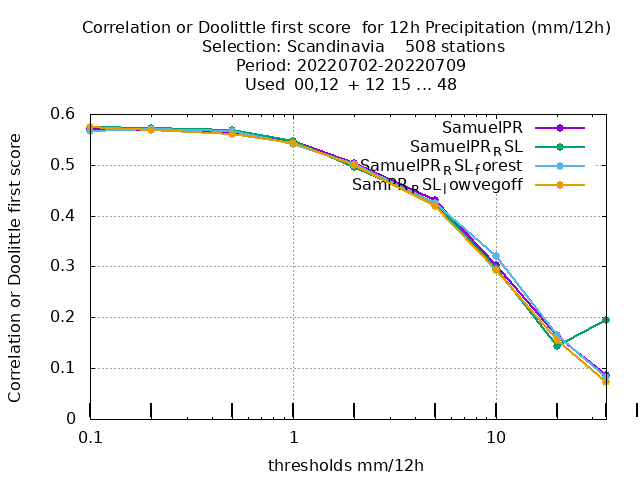 Correlation or Doolittle first score  for 12h Precipitation (mm/12h)
Selection: Scandinavia    508 stations
Period: 20220702-20220709
Used  00,12  + 12 15 ... 48
Correlation or Doolittle first score
0.6
0.5
0.4
0.3
0.2
0.1
0
SamuelPR
SamuelPR_RSL
SamuelPR_RSL_forest
SamPR_RSL_lowvegoff
0.1
1
10
thresholds mm/12h